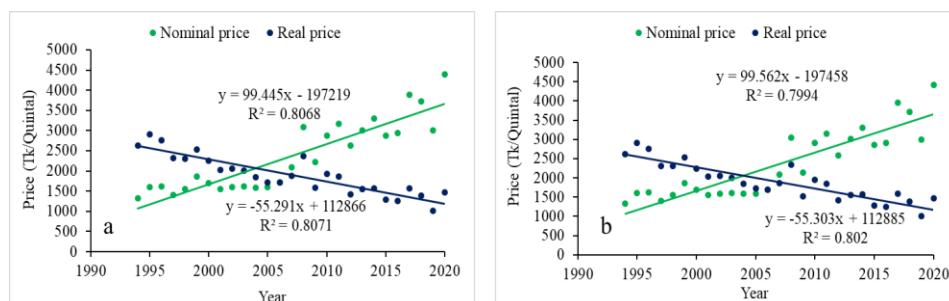 Nominal price Real price
5000
4500
4000
3500
3000
2500
2000
1500
1000
500
0
Price (Tk/Quintal)
y = 99.445x - 197219
R² = 0.8068
y = -55.291x + 112866
R² = 0.8071
a
1990 1995 2000 2005 2010 2015 2020
Year
Nominal price Real price
5000
4500
4000
3500
3000
2500
2000
1500
1000
500
0
Price (Tk/Quintal)
y = 99.562x - 197458
R² = 0.7994
y = -55.303x + 112885
R² = 0.802
b
1990 1995 2000 2005 2010 2015 2020
Year